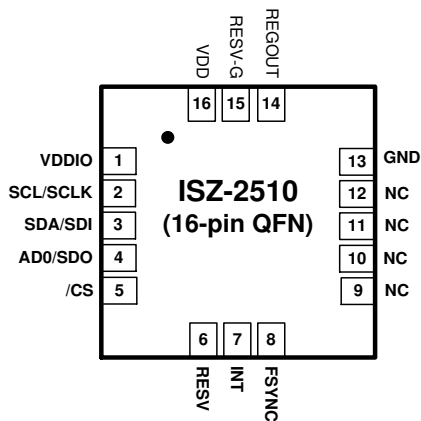 VDD RESV-G REGOUT
16 15 14
VDDIO 1
SCL/SCLK 2
SDA/SDI 3
AD0/SDO 4
/CS 5
ISZ-2510
(16-pin QFN)
13 GND
12 NC
11 NC
10 NC
9 NC
6 7 8
RESV INT FSYNC